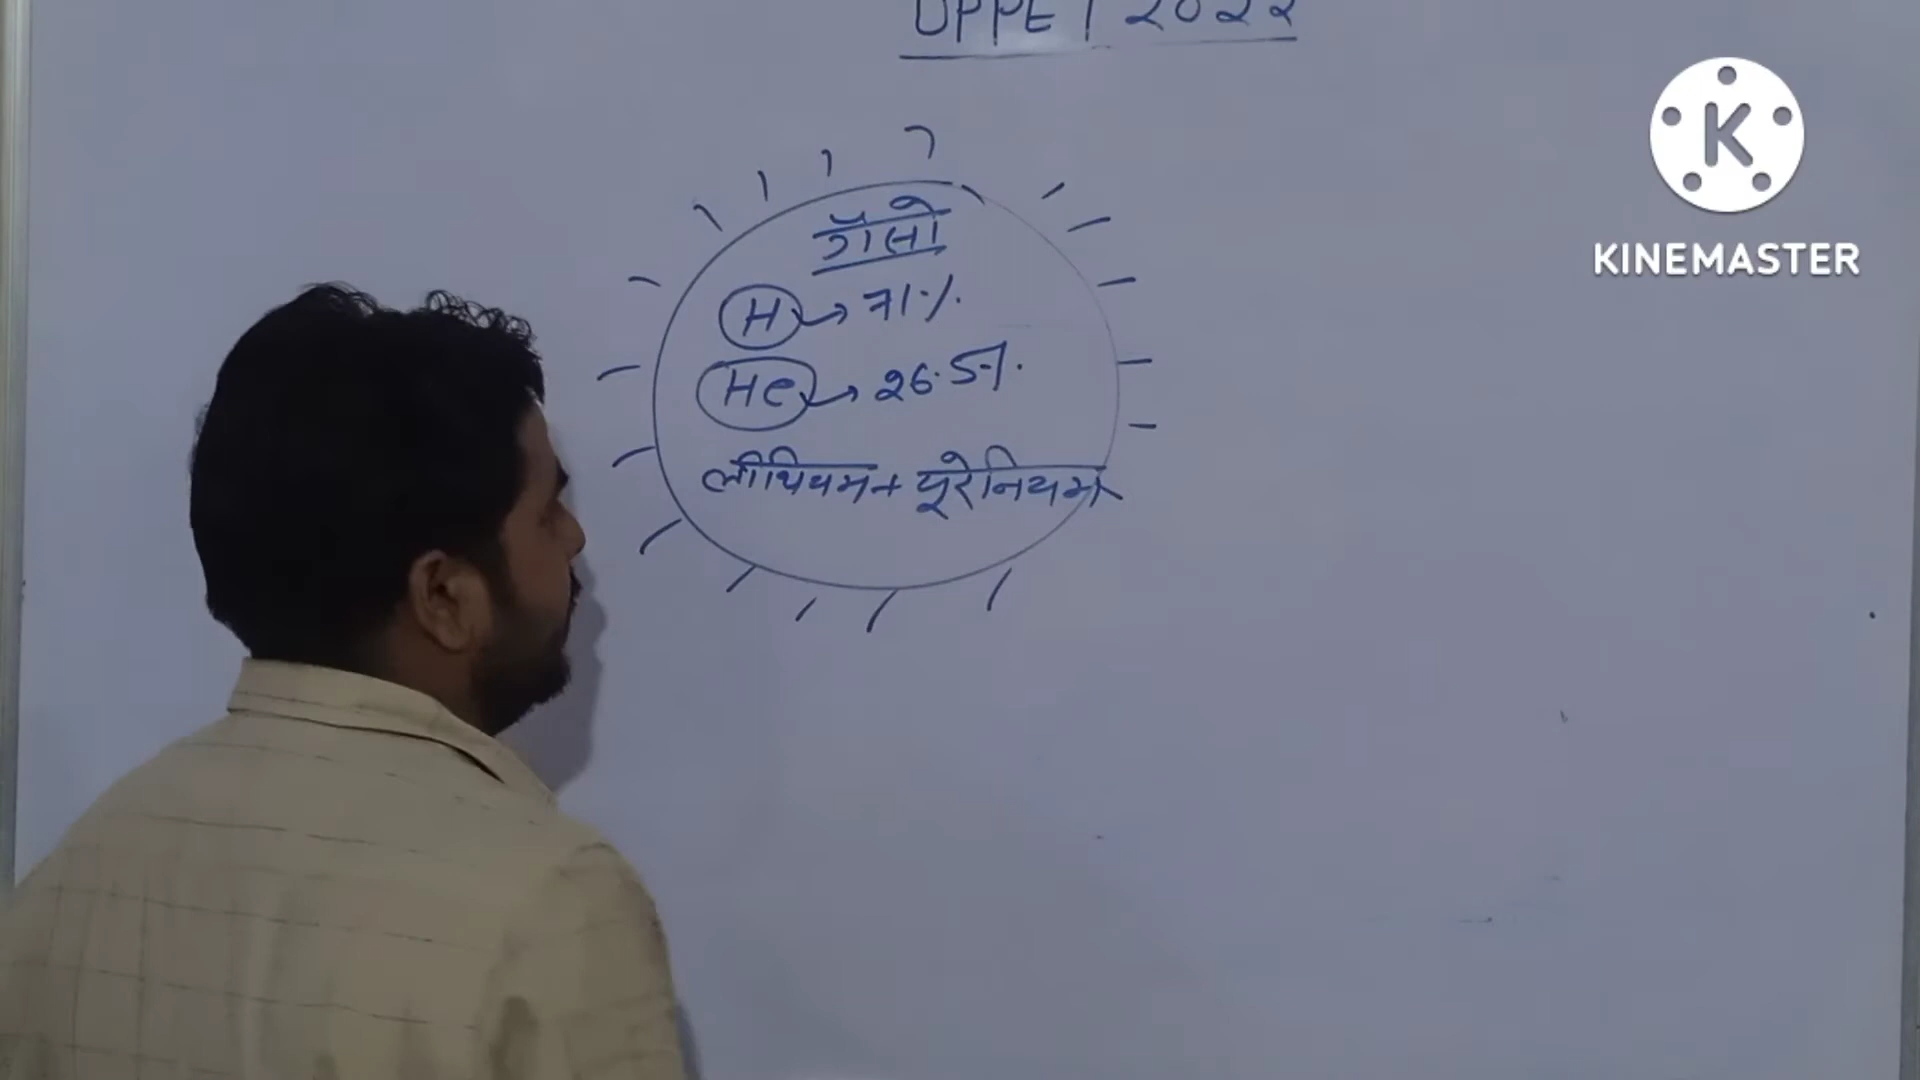 UPPET 2022
गैसो
H → 71%
He → 26.5%
लीथियम + यूरेनियम
K
KINEMASTER